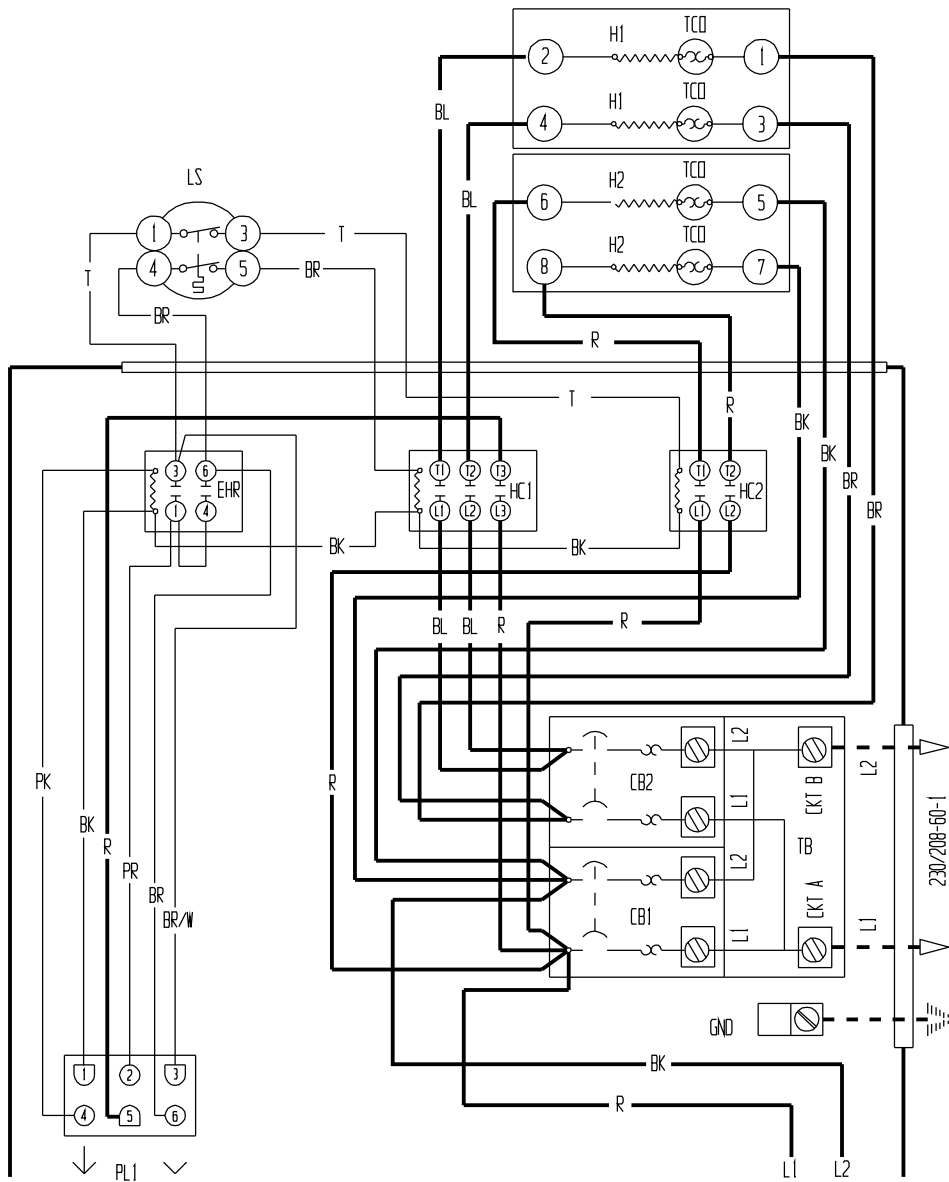 2 H1 TCO 1
BL
4 H1 TCO 3
LS
BL
6 H2 TCO 5
1 3 T
8 H2 TCO 7
4 5 BR
T
BR
R
T
R
BK
BK
BR
BR
3 6 EHR
1 4
T1 T2 T3 HC1
L1 L2 L3
T1 T2 HC2
L1 L2
BK
BK
BL BL R
R
PK
BK
R
PR
BR
BR/W
R
CB2
L2
L1
CKT B
L2
TB
CB1
L2
L1
CKT A
L1
230/208-60-1
GND
BK
R
1 2 3
4 5 6
PL1
L1 L2